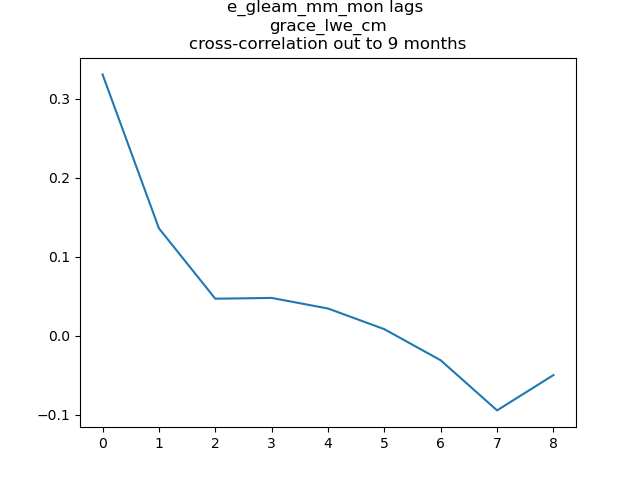 e_gleam_mm_mon lags
grace_lwe_cm
cross-correlation out to 9 months
0.3
0.2
0.1
0.0
−0.1
0 1 2 3 4 5 6 7 8